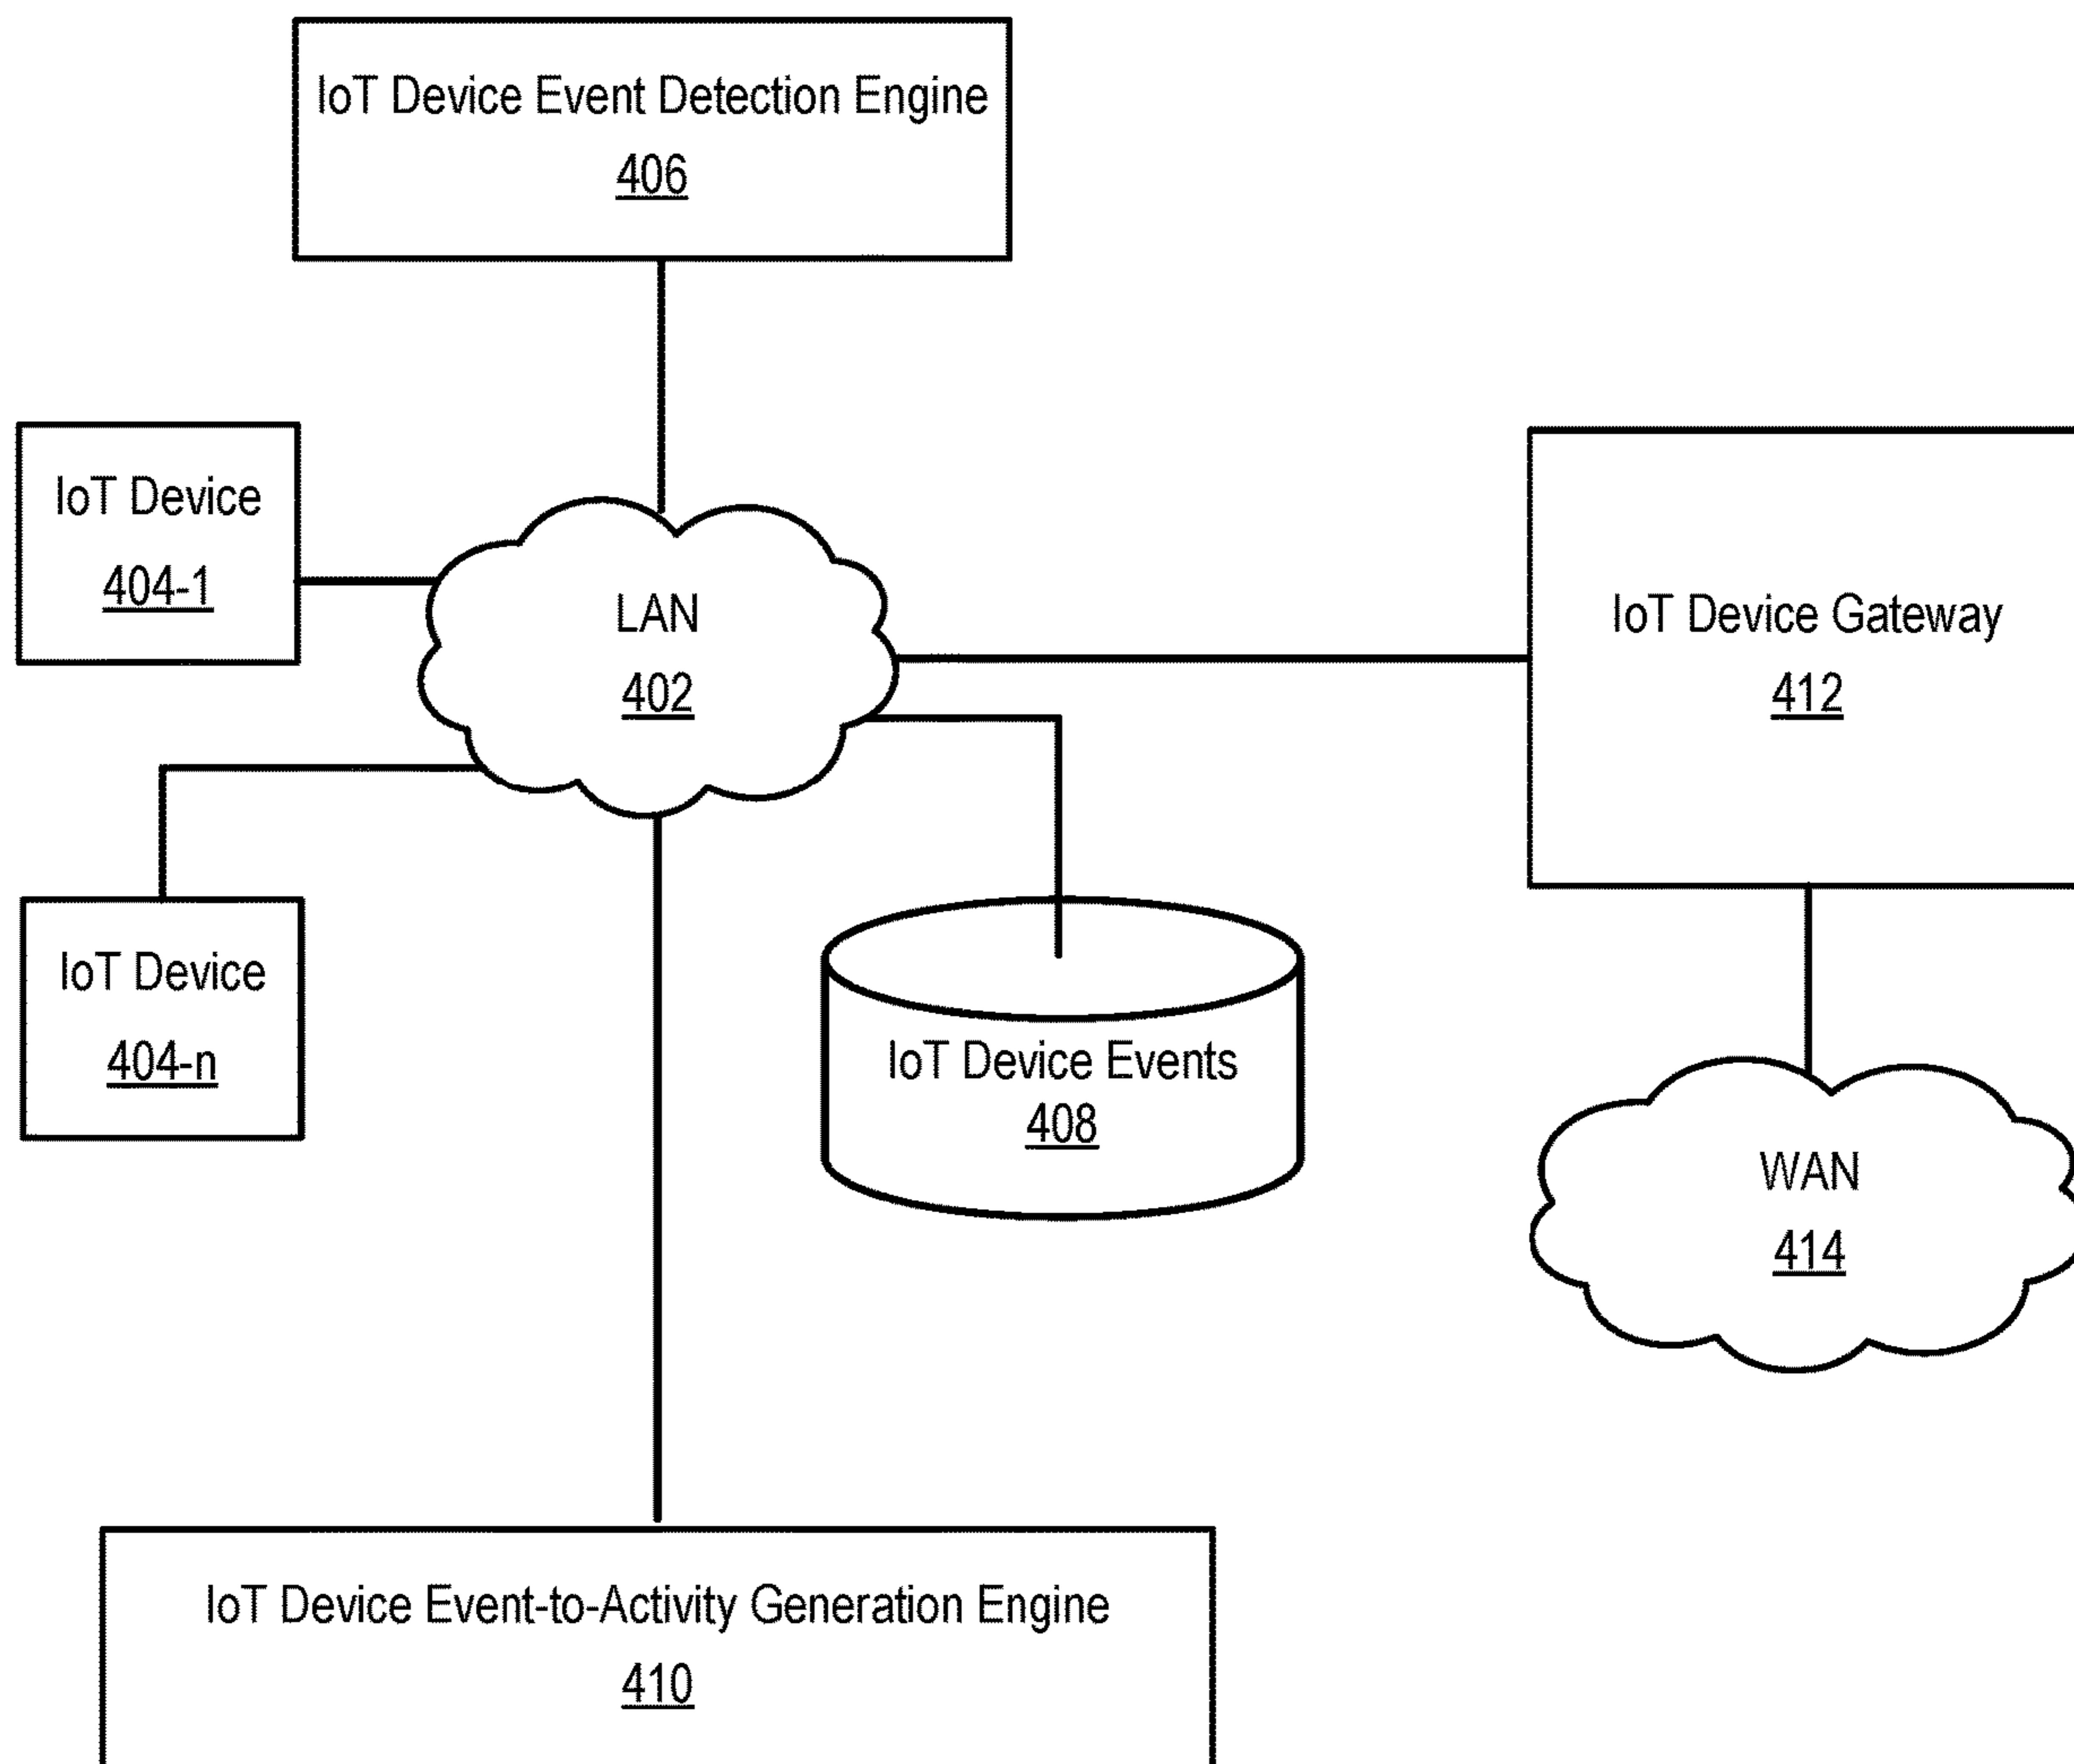 IoT Device Event Detection Engine
406
IoT Device
404-1
LAN
402
IoT Device Gateway
412
IoT Device
404-n
IoT Device Events
408
WAN
414
IoT Device Event-to-Activity Generation Engine
410